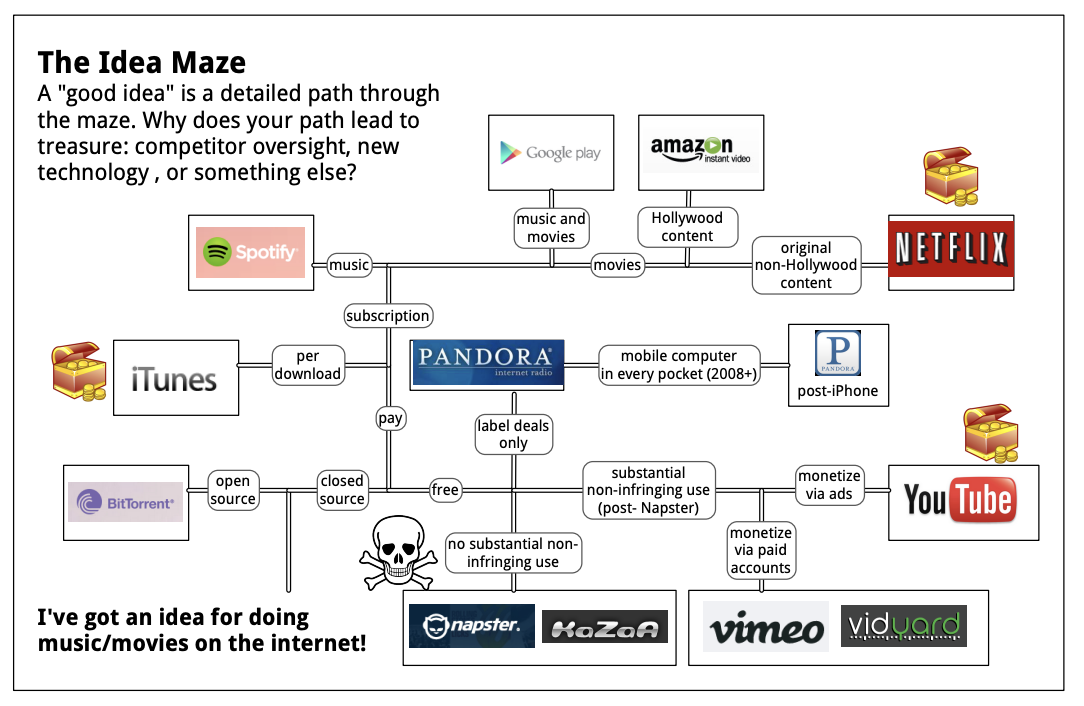 The Idea Maze
A "good idea" is a detailed path through
the maze. Why does your path lead to
treasure: competitor oversight, new
technology , or something else?
Google play
amazon
instant video
music and
movies
Hollywood
content
Spotify®
music
movies
original
non-Hollywood
content
NETFLIX
subscription
iTunes
per
download
PANDORA®
internet radio
mobile computer
in every pocket (2008+)
P
PANDORA
post-iPhone
pay
label deals
only
BitTorrent®
open
source
closed
source
free
substantial
non-infringing use
(post- Napster)
monetize
via ads
YouTube
no substantial non-
infringing use
monetize
via paid
accounts
I've got an idea for doing
music/movies on the internet!
napster.
KaZaA
vimeo
vidyard